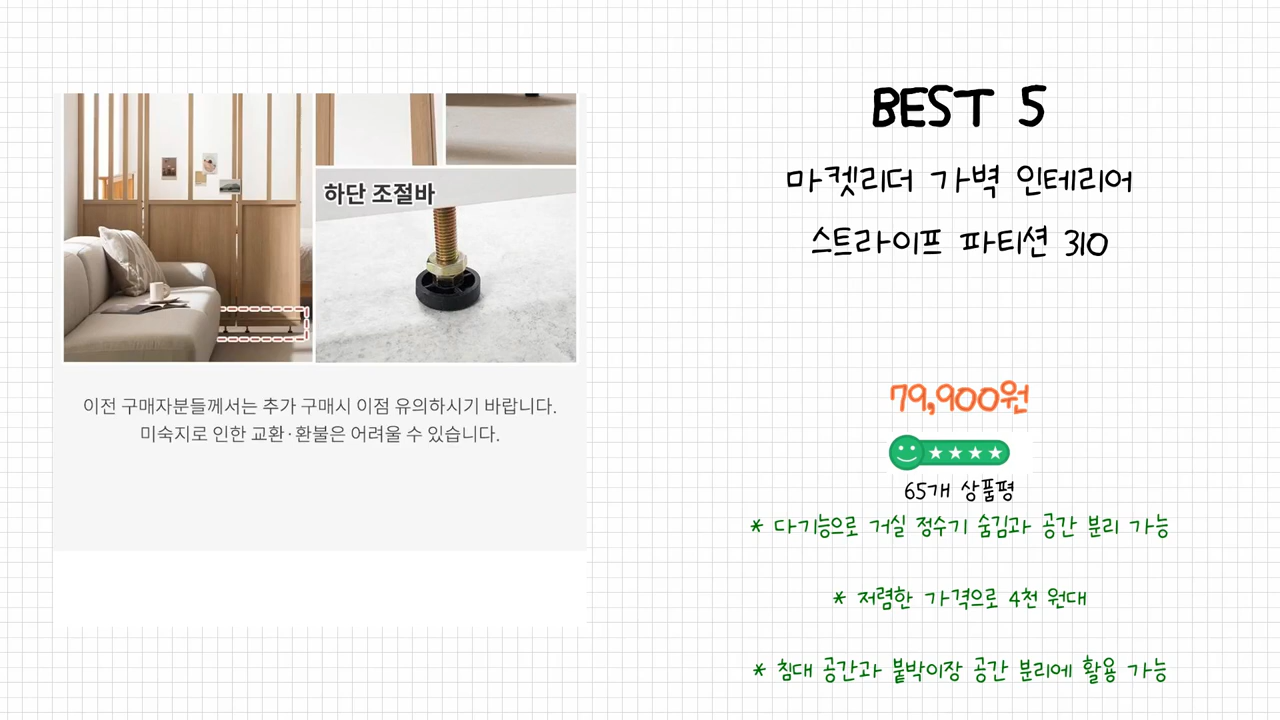 하단 조절바
이전 구매자분들께서는 추가 구매시 이점 유의하시기 바랍니다.
미숙지로 인한 교환·환불은 어려울 수 있습니다.
BEST 5
마켓리더 가벽 인테리어
스트라이프 파티션 310
79,900원
65개 상품평
* 다기능으로 거실 정수기 숨김과 공간 분리 가능
* 저렴한 가격으로 4천 원대
* 침대 공간과 붙박이장 공간 분리에 활용 가능